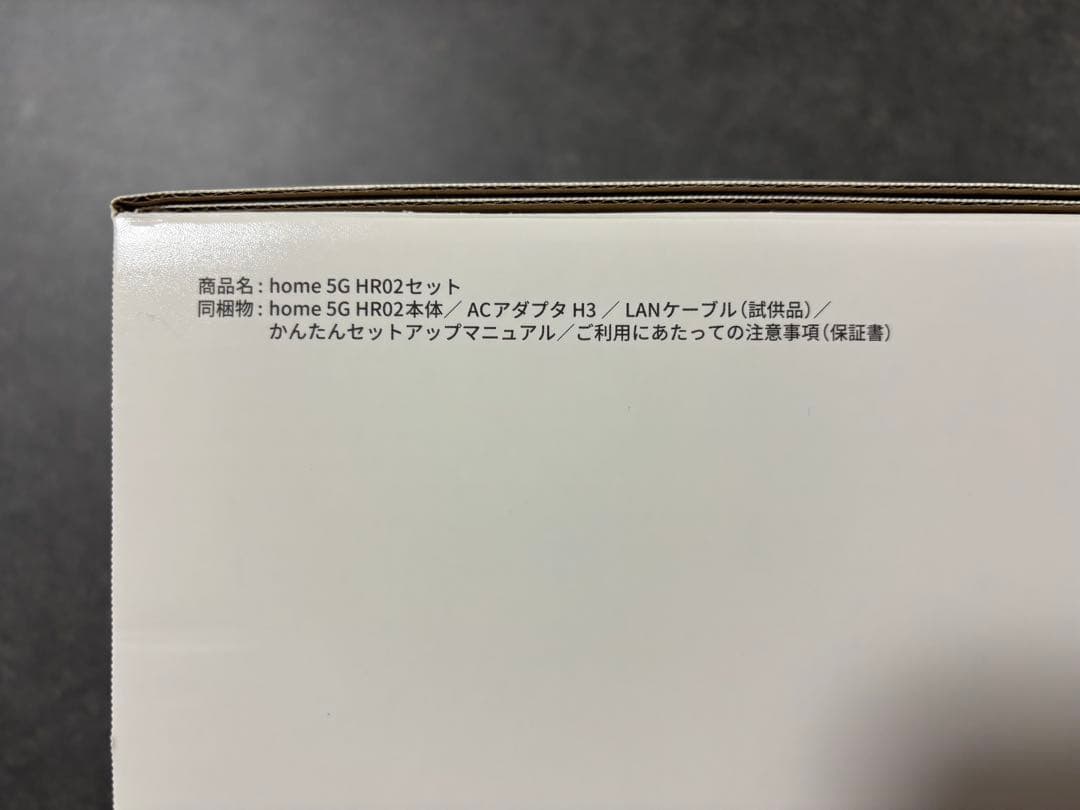 商品名 : home 5G HR02セット
同梱物 : home 5G HR02本体／ ACアダプタ H3 ／ LANケーブル（試供品）／
かんたんセットアップマニュアル／ご利用にあたっての注意事項（保証書）